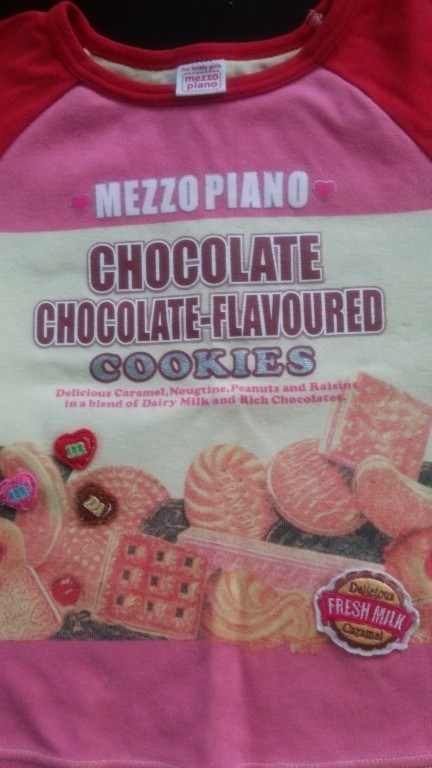 for lovely girls
mezzo
piano
MEZZO PIANO
CHOCOLATE
CHOCOLATE-FLAVOURED
COOKIES
Delicious Caramel, Nougtine, Peanuts and Raisins
in a blend of Dairy Milk and Rich Chocolates.
m
m
m
Delicious
FRESH MILK
Caramel